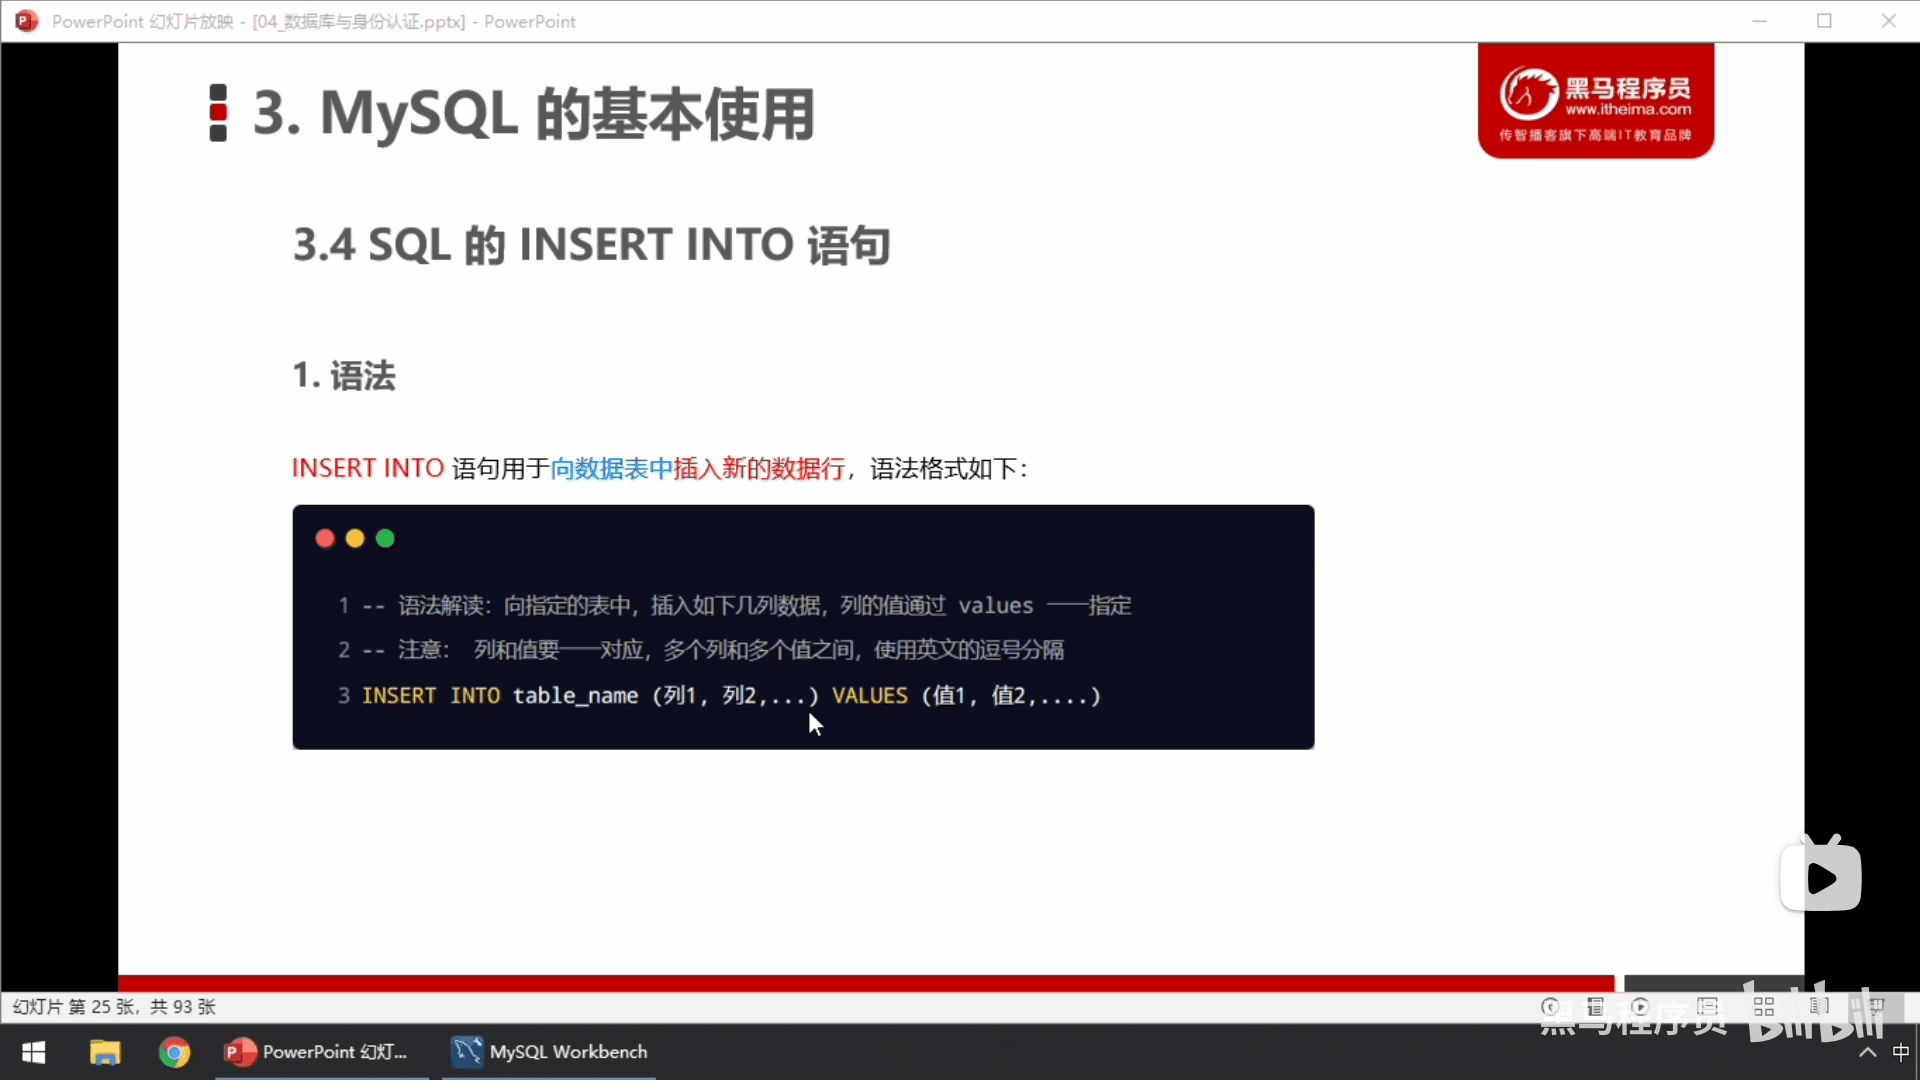 PowerPoint 幻灯片放映 - [04_数据库与身份认证.pptx] - PowerPoint
3. MySQL 的基本使用
黑马程序员
www.itheima.com
传智播客旗下高端IT教育品牌
3.4 SQL 的 INSERT INTO 语句
1. 语法
INSERT INTO 语句用于向数据表中插入新的数据行，语法格式如下：
1 -- 语法解读：向指定的表中，插入如下几列数据，列的值通过 values 一一指定
2 -- 注意： 列和值要一一对应，多个列和多个值之间，使用英文的逗号分隔
3 INSERT INTO table_name (列1, 列2,...) VALUES (值1, 值2,....)
幻灯片 第 25 张，共 93 张
黑马程序员 bilibili
PowerPoint 幻灯...
MySQL Workbench
中